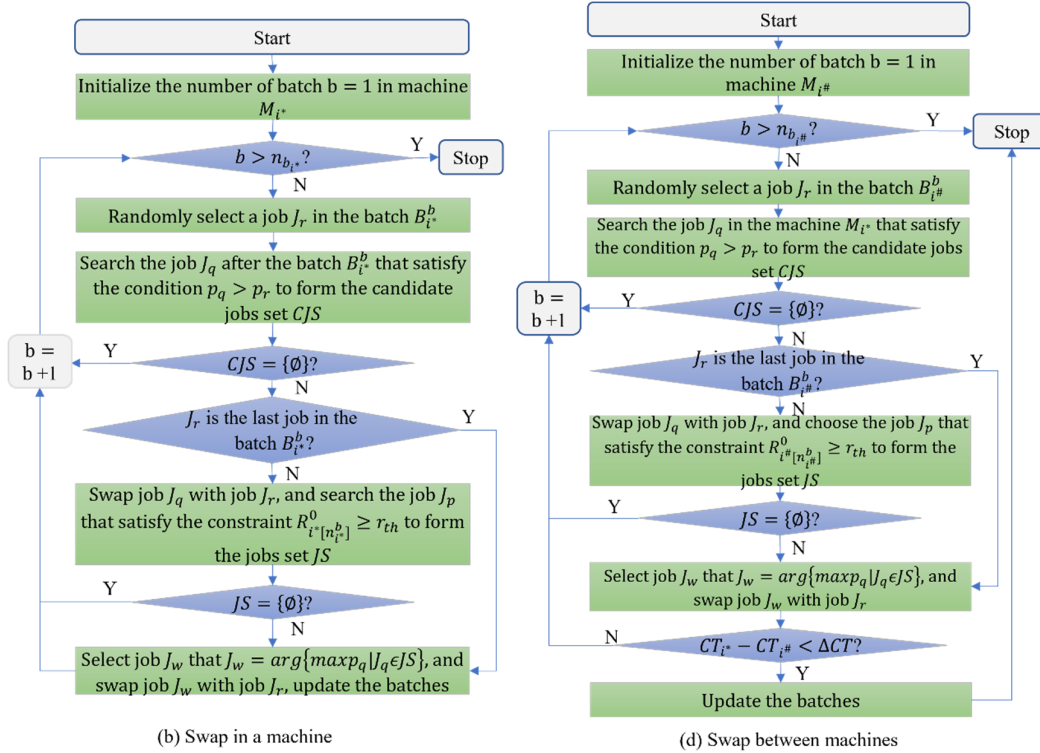 Start
Initialize the number of batch b = 1 in machine
M_{i*}
b > n_{b_{i*}}?
Y
Stop
N
Randomly select a job J_r in the batch B_{i*}^b
Search the job J_q after the batch B_{i*}^b that satisfy
the condition p_q > p_r to form the candidate
jobs set CJS
b =
b +1
Y
CJS = {∅}?
N
J_r is the last job in the
batch B_{i*}^b?
Y
N
Swap job J_q with job J_r, and search the job J_p
that satisfy the constraint R^0_{i*[n^b_{i*}]} ≥ r_{th} to form
the jobs set JS
Y
JS = {∅}?
N
Select job J_w that J_w = arg{maxp_q|J_qϵJS}, and
swap job J_w with job J_r, update the batches
(b) Swap in a machine
Start
Initialize the number of batch b = 1 in
machine M_{i#}
b > n_{b_{i#}}?
Y
Stop
N
Randomly select a job J_r in the batch B_{i#}^b
Search the job J_q in the machine M_{i*} that satisfy
the condition p_q > p_r to form the candidate jobs
set CJS
b =
b +1
Y
CJS = {∅}?
N
J_r is the last job in the
batch B_{i#}^b?
Y
N
Swap job J_q with job J_r, and choose the job J_p that
satisfy the constraint R^0_{i#[n^b_{i#}]} ≥ r_{th} to form the
jobs set JS
Y
JS = {∅}?
N
Select job J_w that J_w = arg{maxp_q|J_qϵJS}, and
swap job J_w with job J_r
N
CT_{i*} − CT_{i#} < ΔCT?
Y
Update the batches
(d) Swap between machines